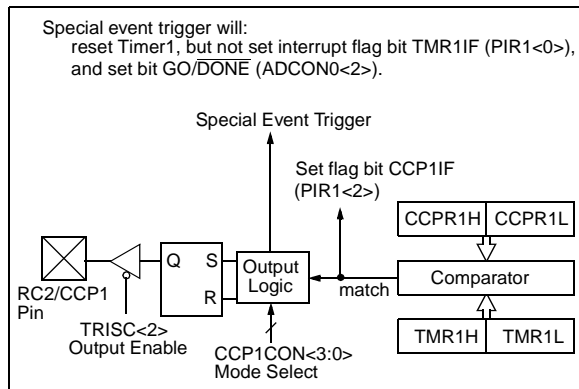 Special event trigger will:
reset Timer1, but not set interrupt flag bit TMR1IF (PIR1<0>),
and set bit GO/DONE (ADCON0<2>).
Special Event Trigger
Set flag bit CCP1IF
(PIR1<2>)
CCPR1H CCPR1L
Q S Output
Logic
R
match
Comparator
RC2/CCP1
Pin
TRISC<2>
Output Enable
TMR1H TMR1L
CCP1CON<3:0>
Mode Select